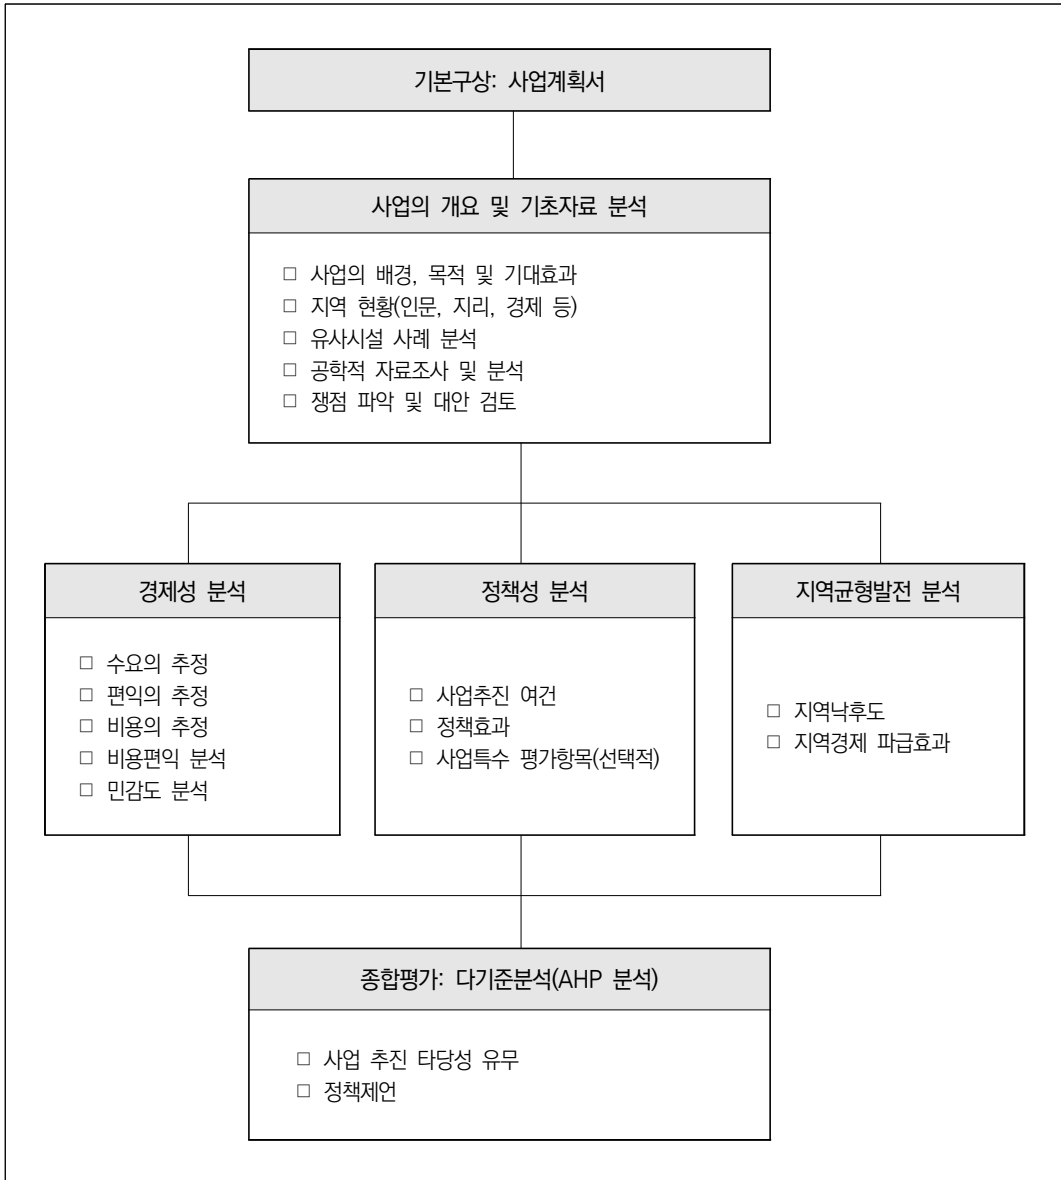 기본구상: 사업계획서
사업의 개요 및 기초자료 분석
□ 사업의 배경, 목적 및 기대효과
□ 지역 현황(인문, 지리, 경제 등)
□ 유사시설 사례 분석
□ 공학적 자료조사 및 분석
□ 쟁점 파악 및 대안 검토
경제성 분석
□ 수요의 추정
□ 편익의 추정
□ 비용의 추정
□ 비용편익 분석
□ 민감도 분석
정책성 분석
□ 사업추진 여건
□ 정책효과
□ 사업특수 평가항목(선택적)
지역균형발전 분석
□ 지역낙후도
□ 지역경제 파급효과
종합평가: 다기준분석(AHP 분석)
□ 사업 추진 타당성 유무
□ 정책제언